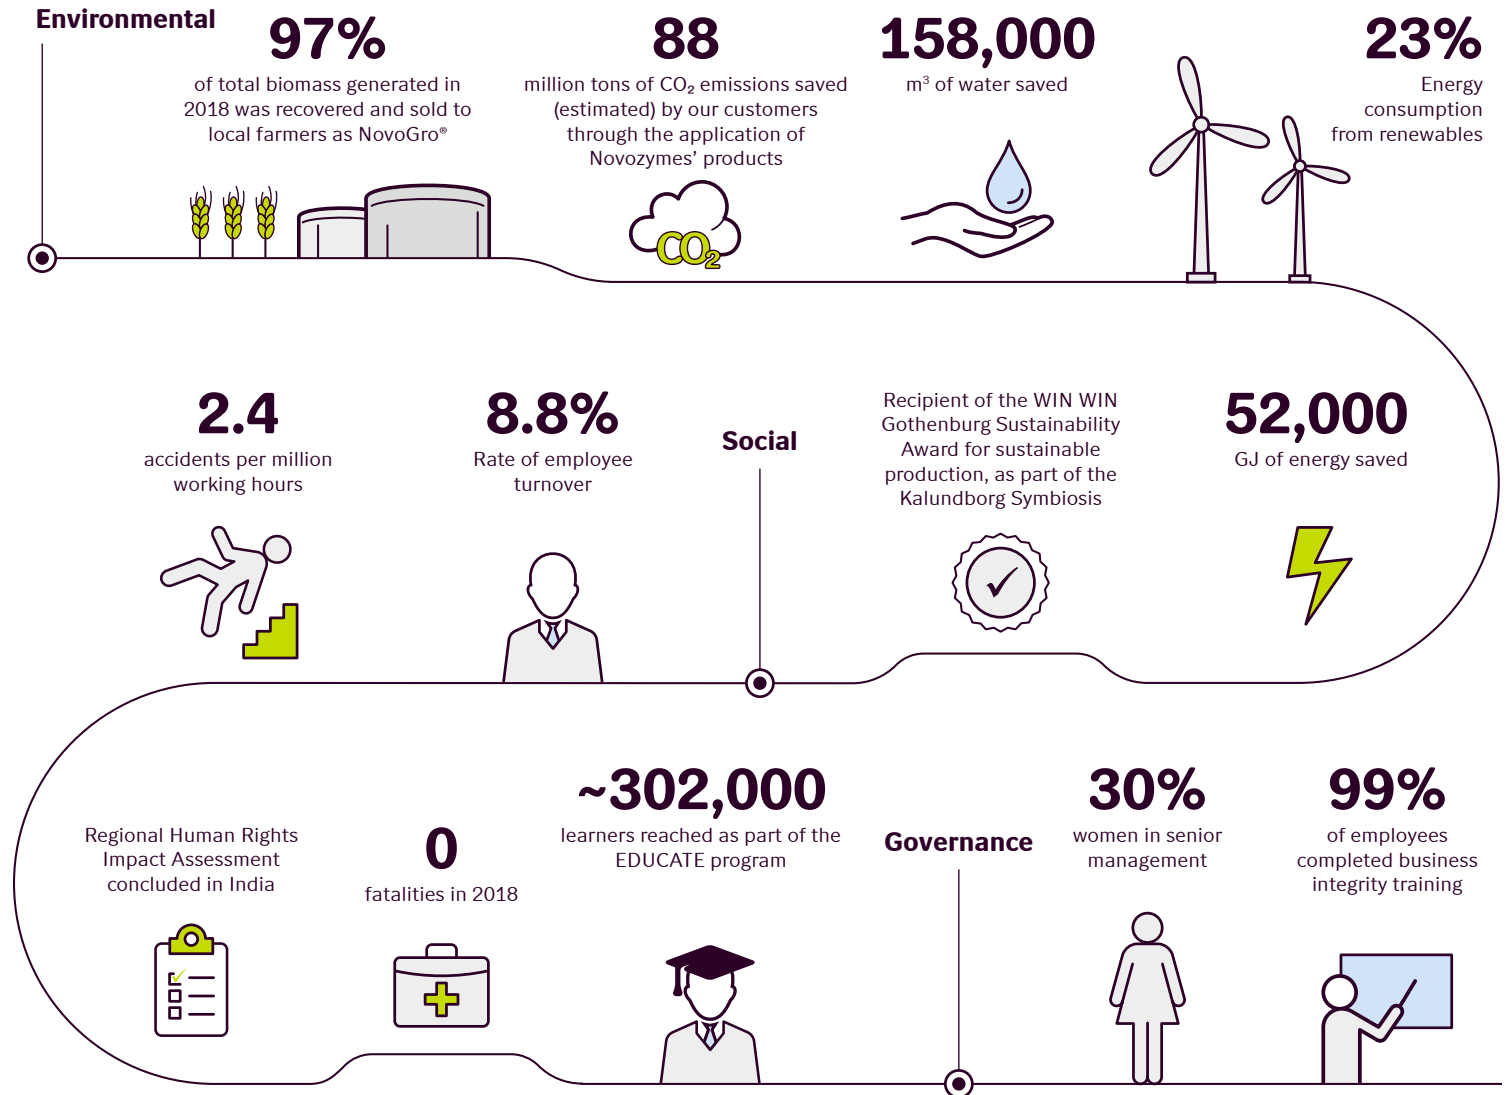 Environmental
97%
of total biomass generated in
2018 was recovered and sold to
local farmers as NovoGro®
88
million tons of CO₂ emissions saved
(estimated) by our customers
through the application of
Novozymes’ products
CO₂
158,000
m³ of water saved
23%
Energy
consumption
from renewables
52,000
GJ of energy saved
Recipient of the WIN WIN
Gothenburg Sustainability
Award for sustainable
production, as part of the
Kalundborg Symbiosis
Social
8.8%
Rate of employee
turnover
2.4
accidents per million
working hours
Regional Human Rights
Impact Assessment
concluded in India
0
fatalities in 2018
~302,000
learners reached as part of the
EDUCATE program
Governance
30%
women in senior
management
99%
of employees
completed business
integrity training